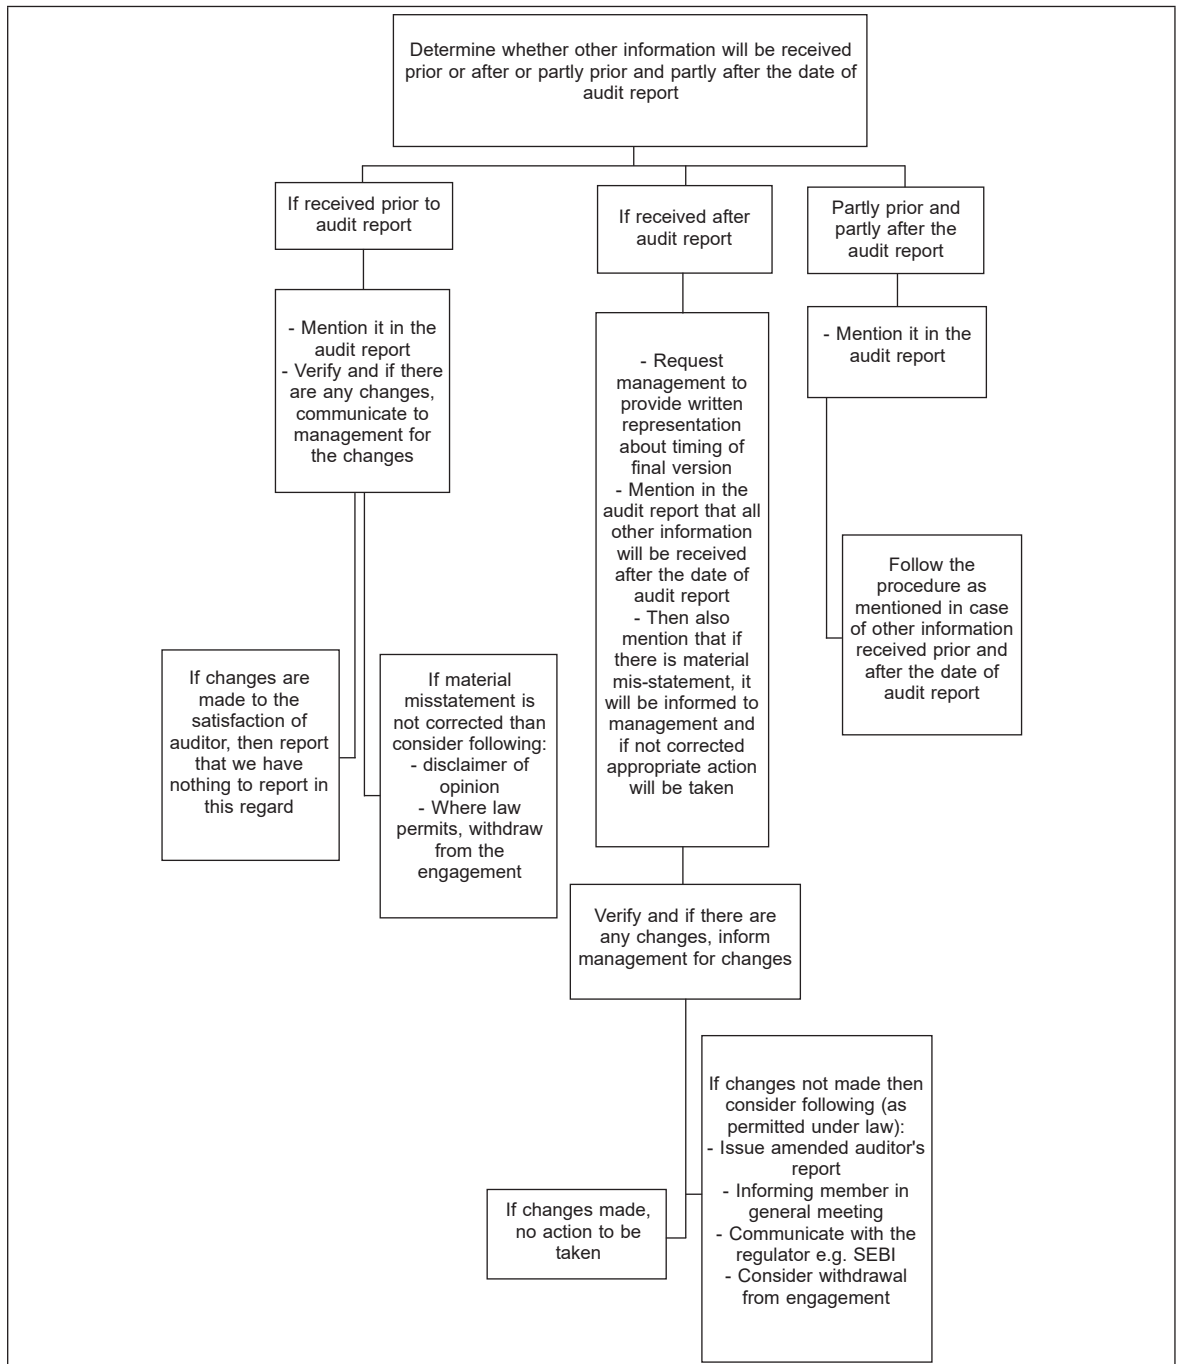 Determine whether other information will be received
prior or after or partly prior and partly after the date of
audit report
If received prior to
audit report
If received after
audit report
Partly prior and
partly after the
audit report
- Mention it in the
audit report
- Verify and if there
are any changes,
communicate to
management for
the changes
- Request
management to
provide written
representation
about timing of
final version
- Mention in the
audit report that all
other information
will be received
after the date of
audit report
- Then also
mention that if
there is material
mis-statement, it
will be informed to
management and
if not corrected
appropriate action
will be taken
- Mention it in the
audit report
Follow the
procedure as
mentioned in case
of other information
received prior and
after the date of
audit report
If changes are
made to the
satisfaction of
auditor, then report
that we have
nothing to report in
this regard
If material
misstatement is
not corrected than
consider following:
- disclaimer of
opinion
- Where law
permits, withdraw
from the
engagement
Verify and if there are
any changes, inform
management for changes
If changes made,
no action to be
taken
If changes not made then
consider following (as
permitted under law):
- Issue amended auditor's
report
- Informing member in
general meeting
- Communicate with the
regulator e.g. SEBI
- Consider withdrawal
from engagement